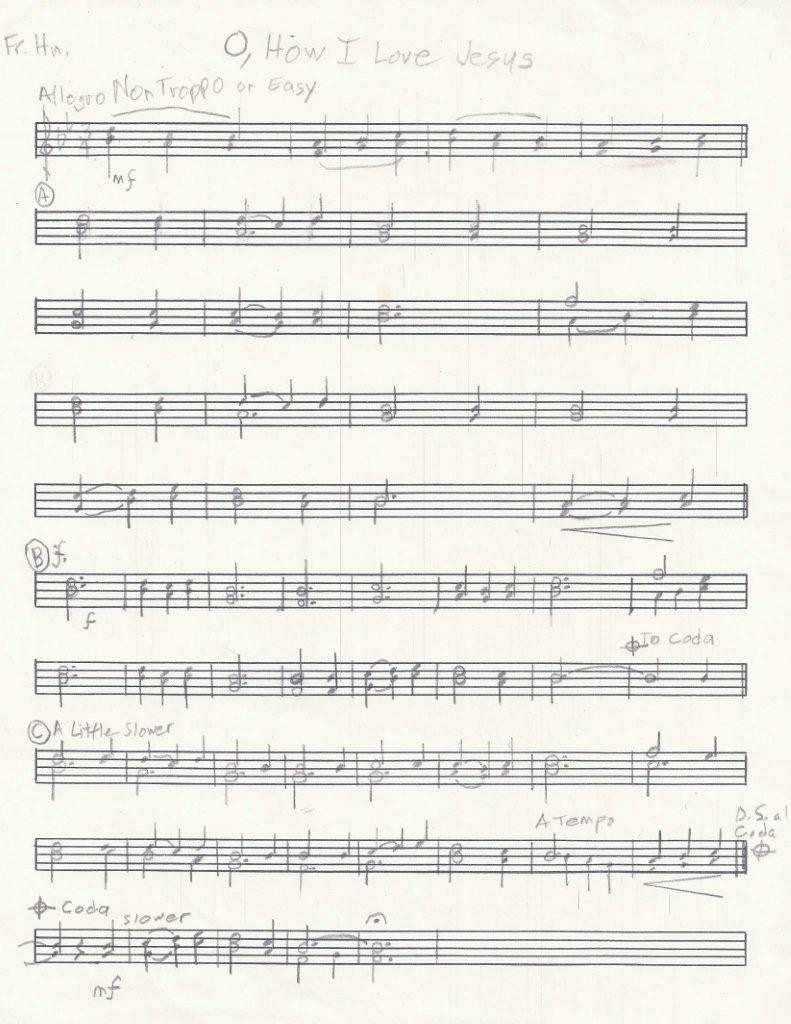 Fr. Hn.
O, How I Love Jesus
Allegro Non Troppo or Easy
mf
A
B
B f
f
To Coda
C A Little Slower
A Tempo
D.S. al
Coda
Coda
slower
mf